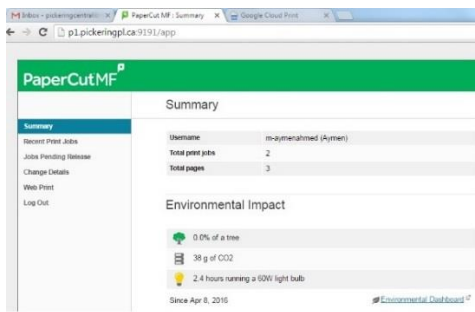 Inbox - pickeringcentral
PaperCut MF : Summary
Google Cloud Print
p1.pickeringpl.ca:9191/app
PaperCutMF
Summary
Summary
Recent Print Jobs
Jobs Pending Release
Change Details
Web Print
Log Out
Username m-aymenahmed (Aymen)
Total print jobs 2
Total pages 3
Environmental Impact
0.0% of a tree
38 g of CO2
2.4 hours running a 60W light bulb
Since Apr 8, 2016 Environmental Dashboard